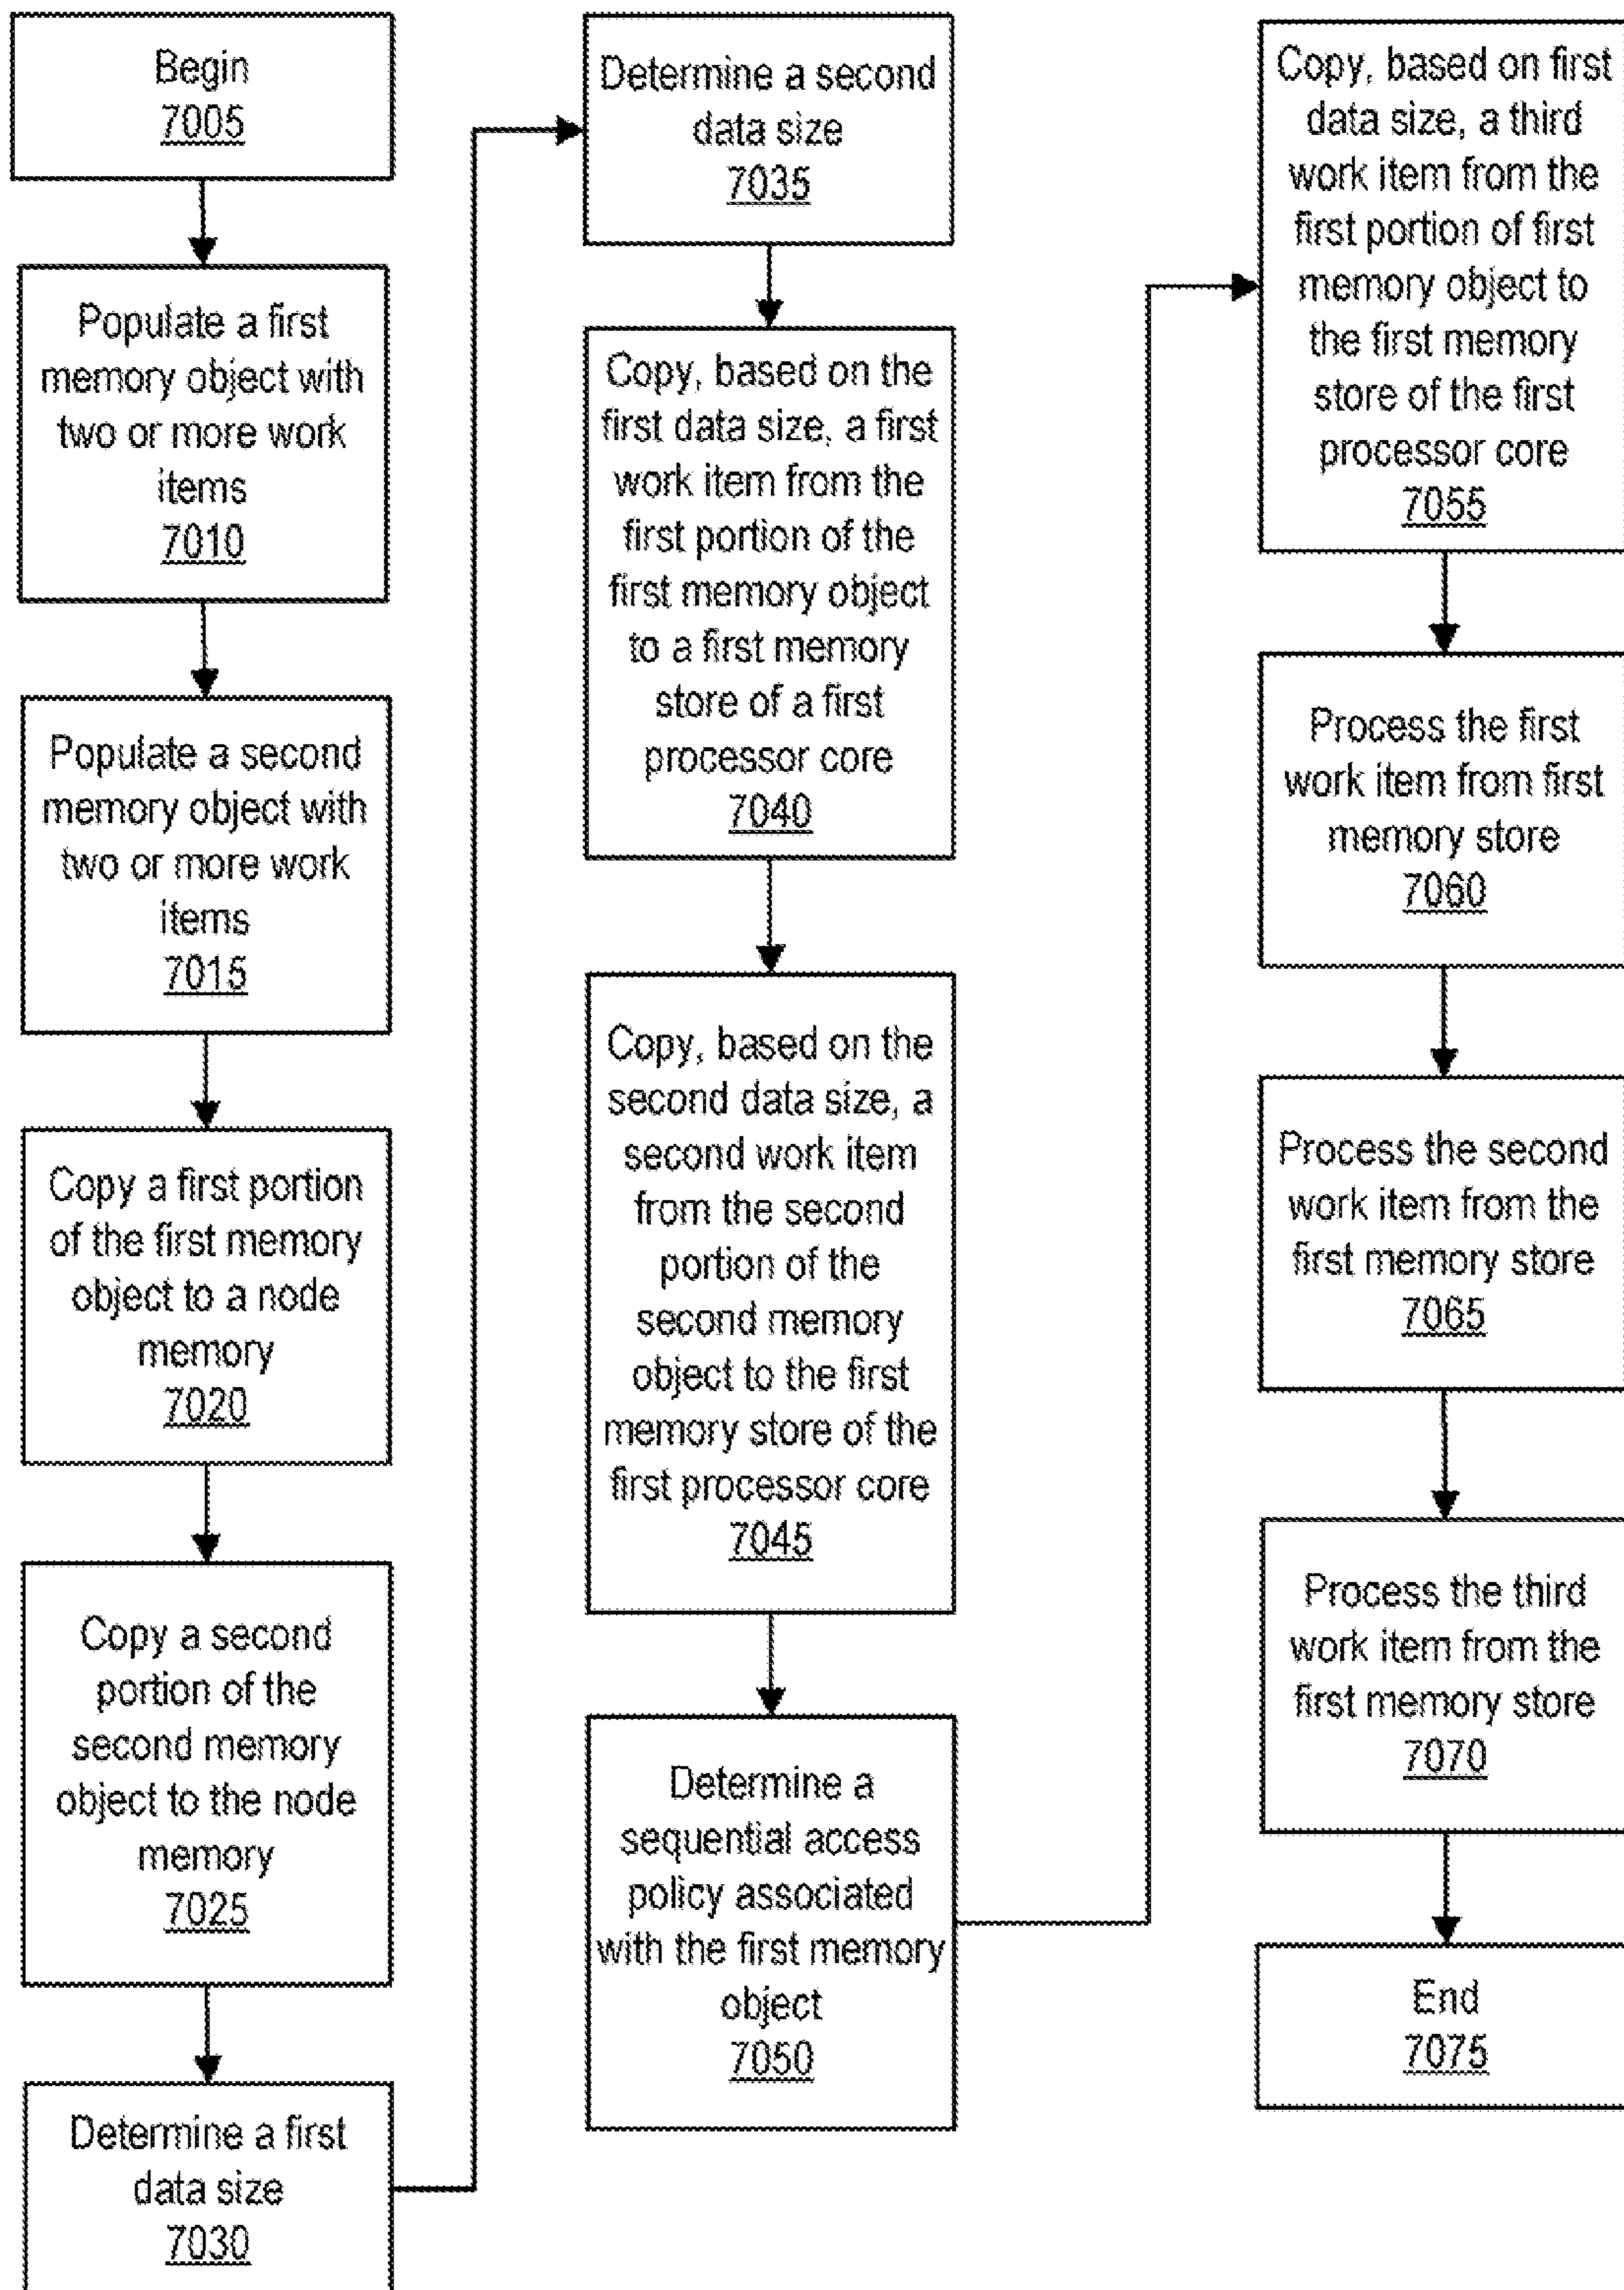 Begin
7005
Populate a first
memory object with
two or more work
items
7010
Populate a second
memory object with
two or more work
items
7015
Copy a first portion
of the first memory
object to a node
memory
7020
Copy a second
portion of the
second memory
object to the node
memory
7025
Determine a first
data size
7030
Determine a second
data size
7035
Copy, based on the
first data size, a first
work item from the
first portion of the
first memory object
to a first memory
store of a first
processor core
7040
Copy, based on the
second data size, a
second work item
from the second
portion of the
second memory
object to the first
memory store of the
first processor core
7045
Determine a
sequential access
policy associated
with the first memory
object
7050
Copy, based on first
data size, a third
work item from the
first portion of first
memory object to
the first memory
store of the first
processor core
7055
Process the first
work item from first
memory store
7060
Process the second
work item from the
first memory store
7065
Process the third
work item from the
first memory store
7070
End
7075